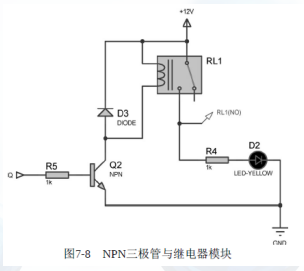 +12V
RL1
D3
DIODE
RL1(NO)
R4
1k
D2
LED-YELLOW
Q
R5
1k
Q2
NPN
GND
图7-8 NPN三极管与继电器模块